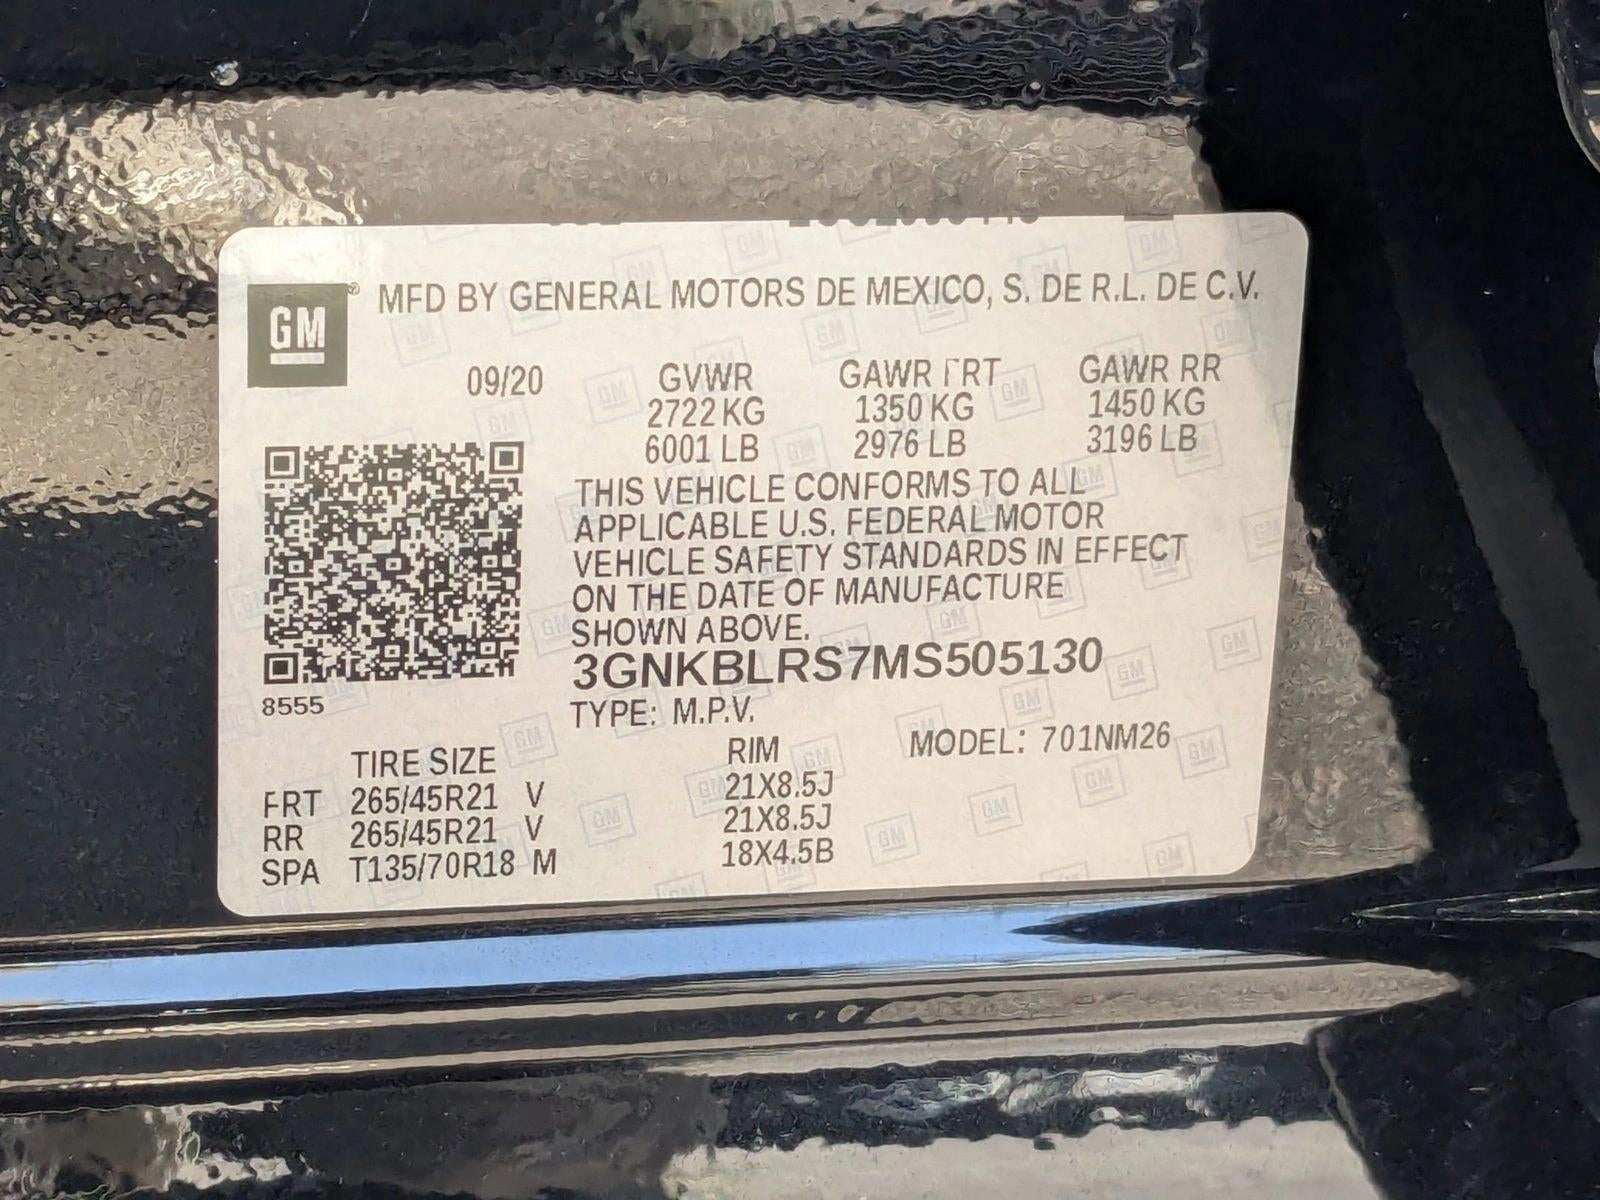 MFD BY GENERAL MOTORS DE MEXICO, S. DE R.L. DE C.V.
GM
09/20 GVWR GAWR FRT GAWR RR
2722 KG 1350 KG 1450 KG
6001 LB 2976 LB 3196 LB
THIS VEHICLE CONFORMS TO ALL
APPLICABLE U.S. FEDERAL MOTOR
VEHICLE SAFETY STANDARDS IN EFFECT
ON THE DATE OF MANUFACTURE
SHOWN ABOVE.
3GNKBLRS7MS505130
8555
TYPE: M.P.V.
MODEL: 701NM26
TIRE SIZE RIM
FRT 265/45R21 V 21X8.5J
RR 265/45R21 V 21X8.5J
SPA T135/70R18 M 18X4.5B